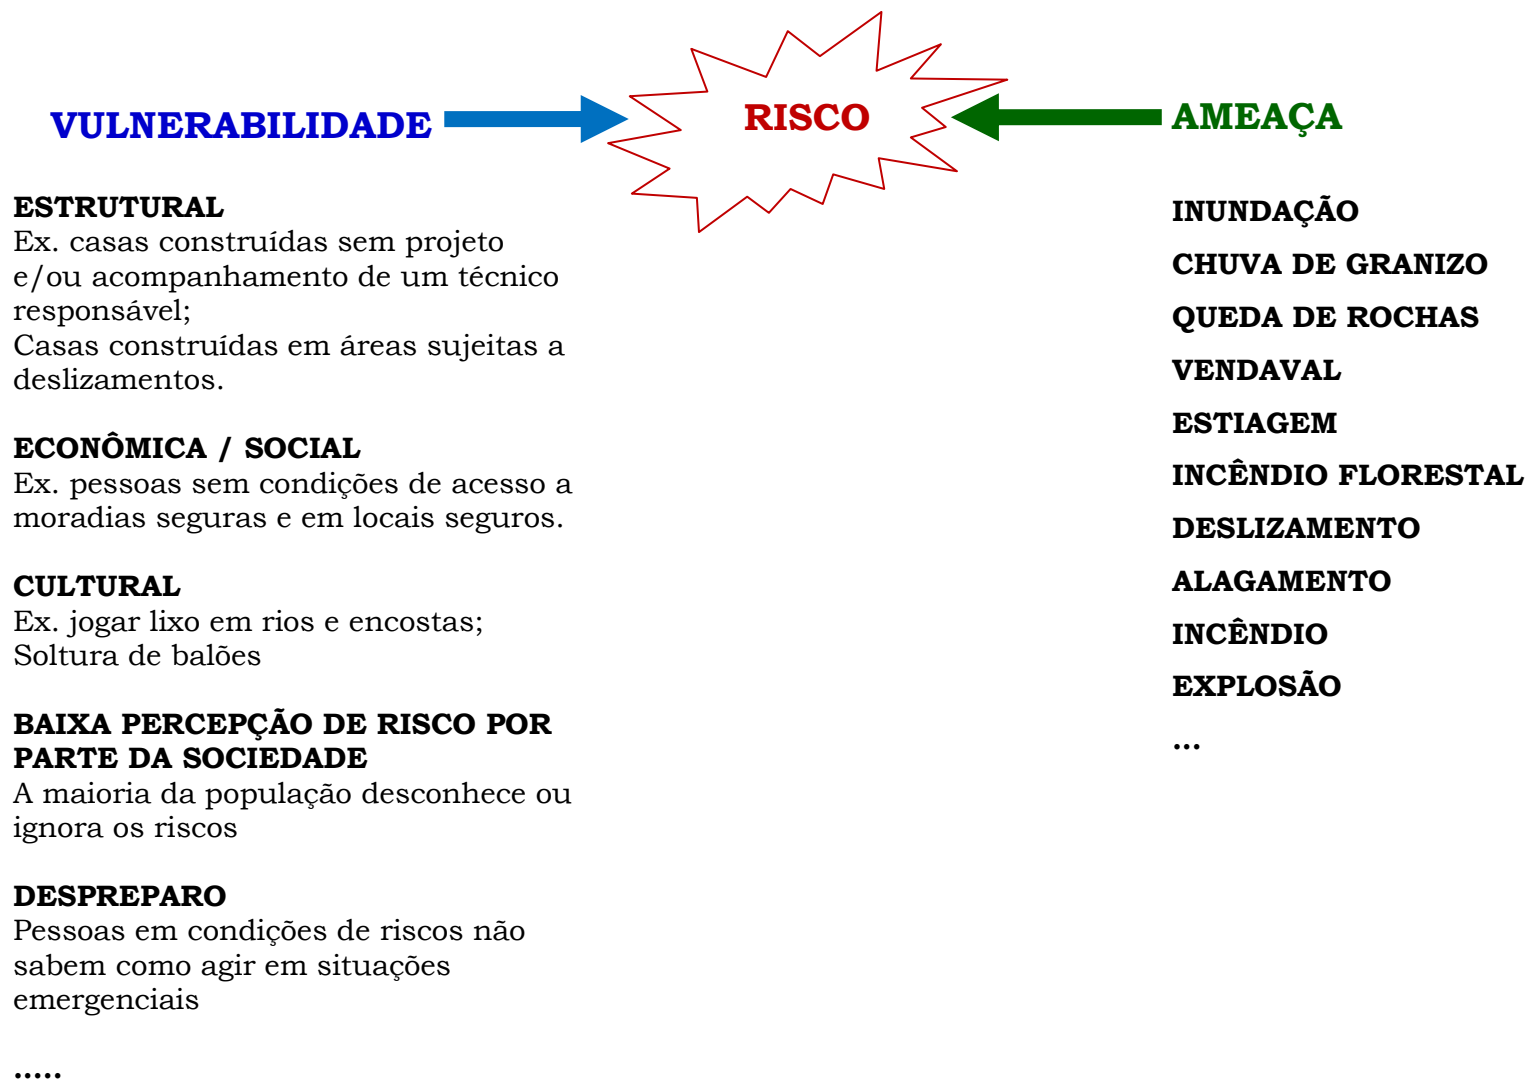 VULNERABILIDADE
RISCO
AMEAÇA
ESTRUTURAL
Ex. casas construídas sem projeto
e/ou acompanhamento de um técnico
responsável;
Casas construídas em áreas sujeitas a
deslizamentos.
ECONÔMICA / SOCIAL
Ex. pessoas sem condições de acesso a
moradias seguras e em locais seguros.
CULTURAL
Ex. jogar lixo em rios e encostas;
Soltura de balões
BAIXA PERCEPÇÃO DE RISCO POR
PARTE DA SOCIEDADE
A maioria da população desconhece ou
ignora os riscos
DESPREPARO
Pessoas em condições de riscos não
sabem como agir em situações
emergenciais
.....
INUNDAÇÃO
CHUVA DE GRANIZO
QUEDA DE ROCHAS
VENDAVAL
ESTIAGEM
INCÊNDIO FLORESTAL
DESLIZAMENTO
ALAGAMENTO
INCÊNDIO
EXPLOSÃO
...